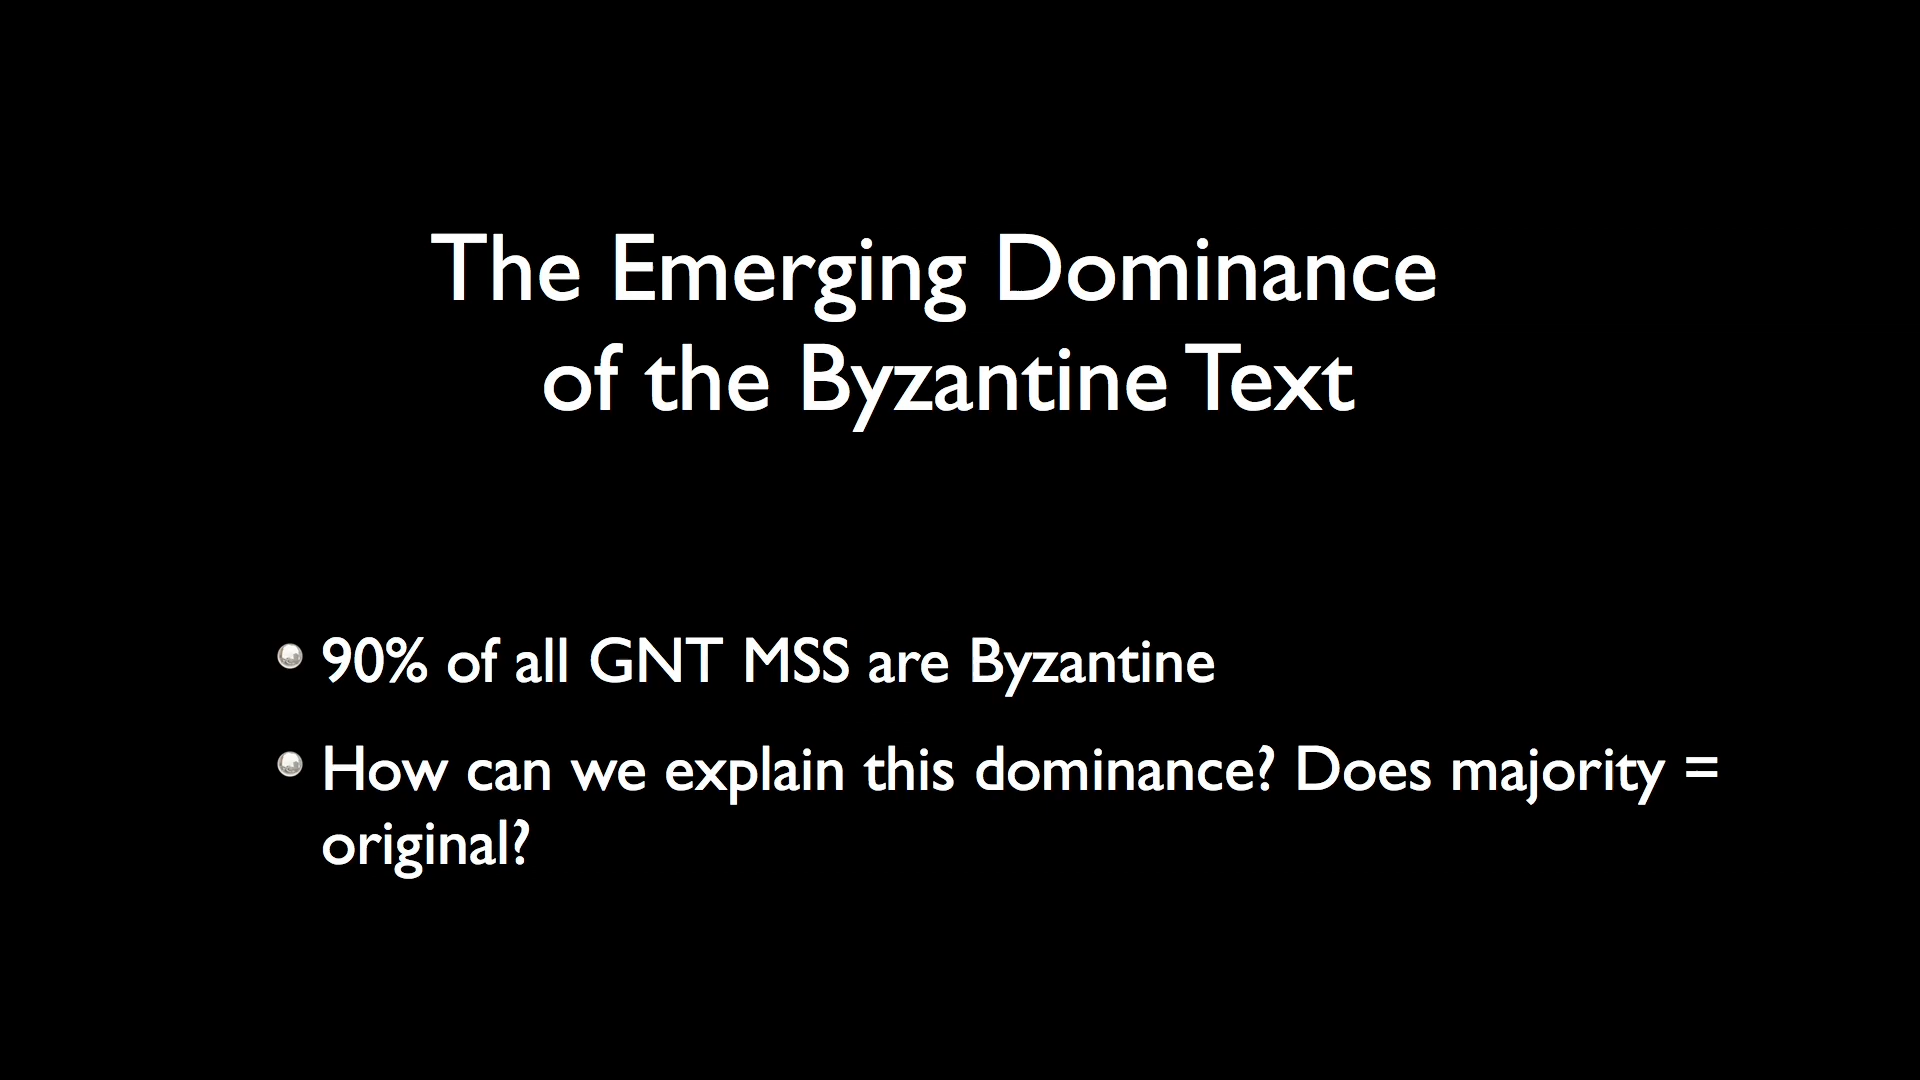 The Emerging Dominance
of the Byzantine Text
90% of all GNT MSS are Byzantine
How can we explain this dominance? Does majority =
original?